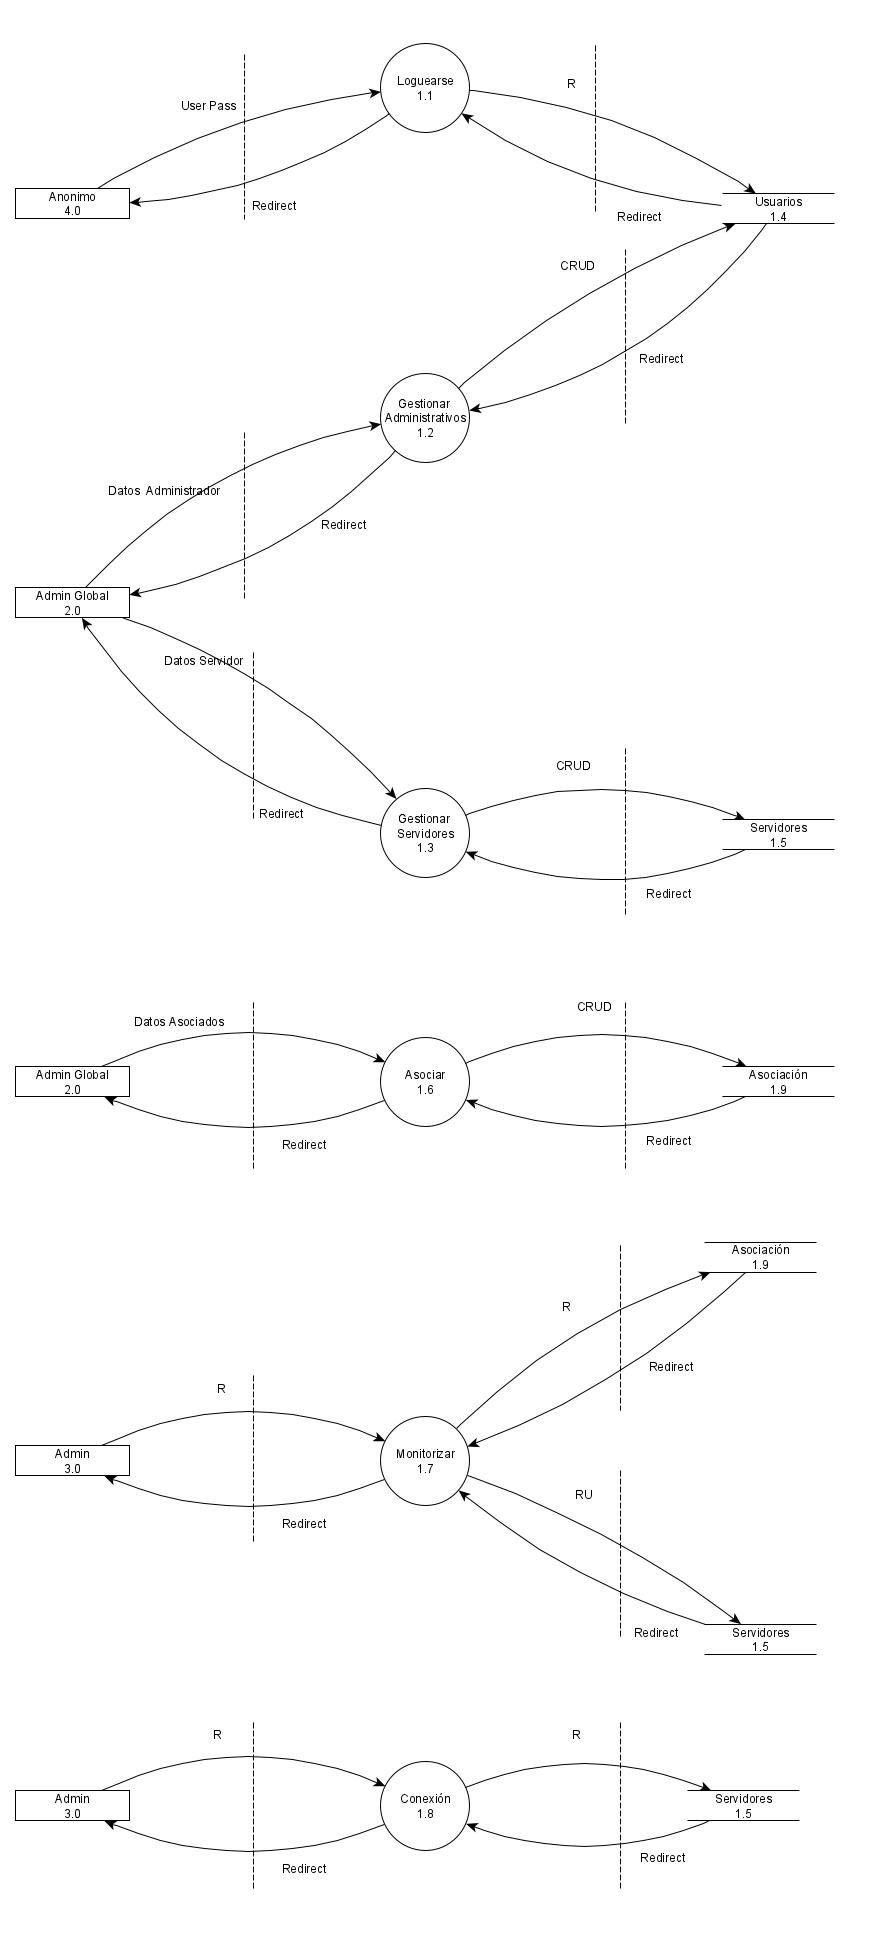 Loguearse
1.1
R
User Pass
Anonimo
4.0
Redirect
Usuarios
1.4
Redirect
CRUD
Redirect
Gestionar
Administrativos
1.2
Datos Administrador
Redirect
Admin Global
2.0
Datos Servidor
CRUD
Redirect
Gestionar
Servidores
1.3
Servidores
1.5
Redirect
Datos Asociados
CRUD
Admin Global
2.0
Asociar
1.6
Asociación
1.9
Redirect
Redirect
Asociación
1.9
R
Redirect
R
Admin
3.0
Monitorizar
1.7
RU
Redirect
Servidores
1.5
Redirect
R
R
Admin
3.0
Conexión
1.8
Servidores
1.5
Redirect
Redirect